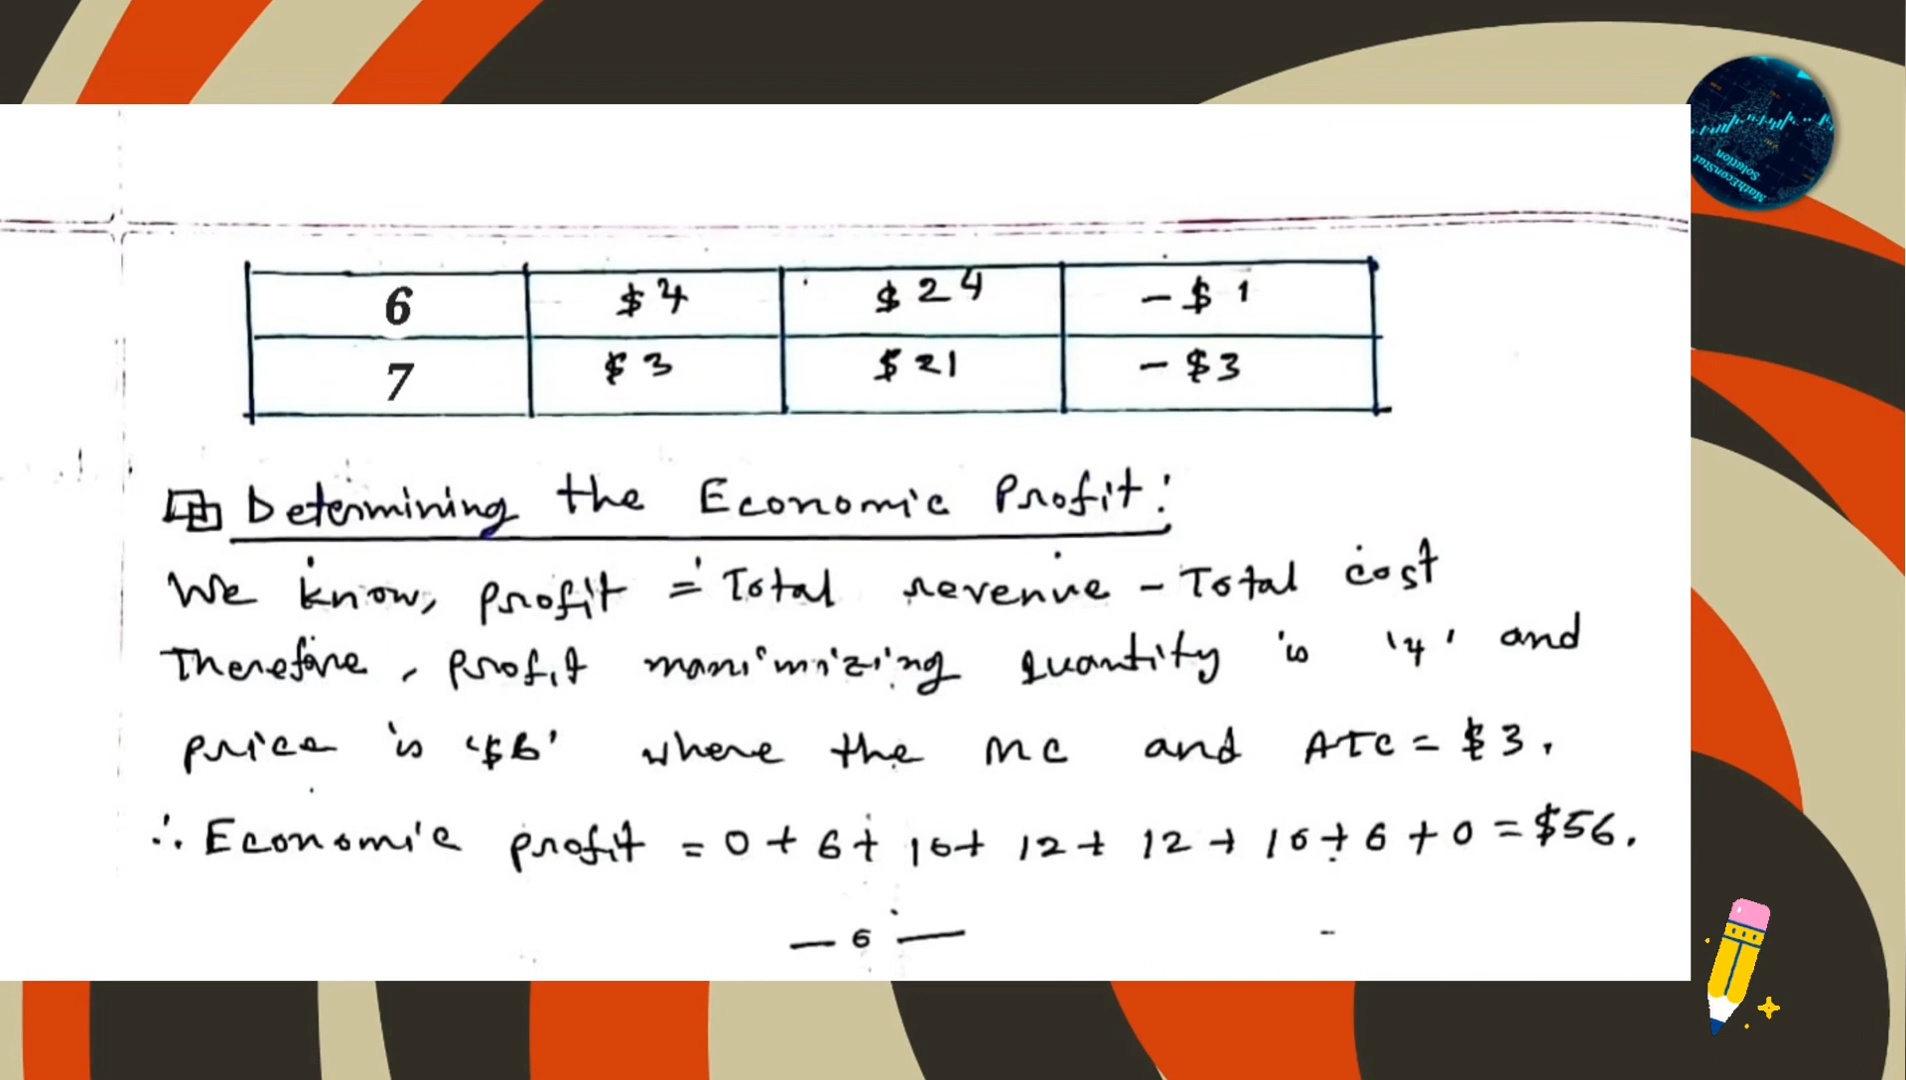 6 $4 $24 - $1
7 $3 $21 - $3
Determining the Economic Profit:
We know, profit = Total revenue - Total cost
Therefore, profit maximizing quantity is '4' and
price is '$6' where the MC and ATC = $3.
∴ Economic profit = 0 + 6 + 10 + 12 + 12 + 10 + 6 + 0 = $56.
— 6 —
MathEconStat
Solution